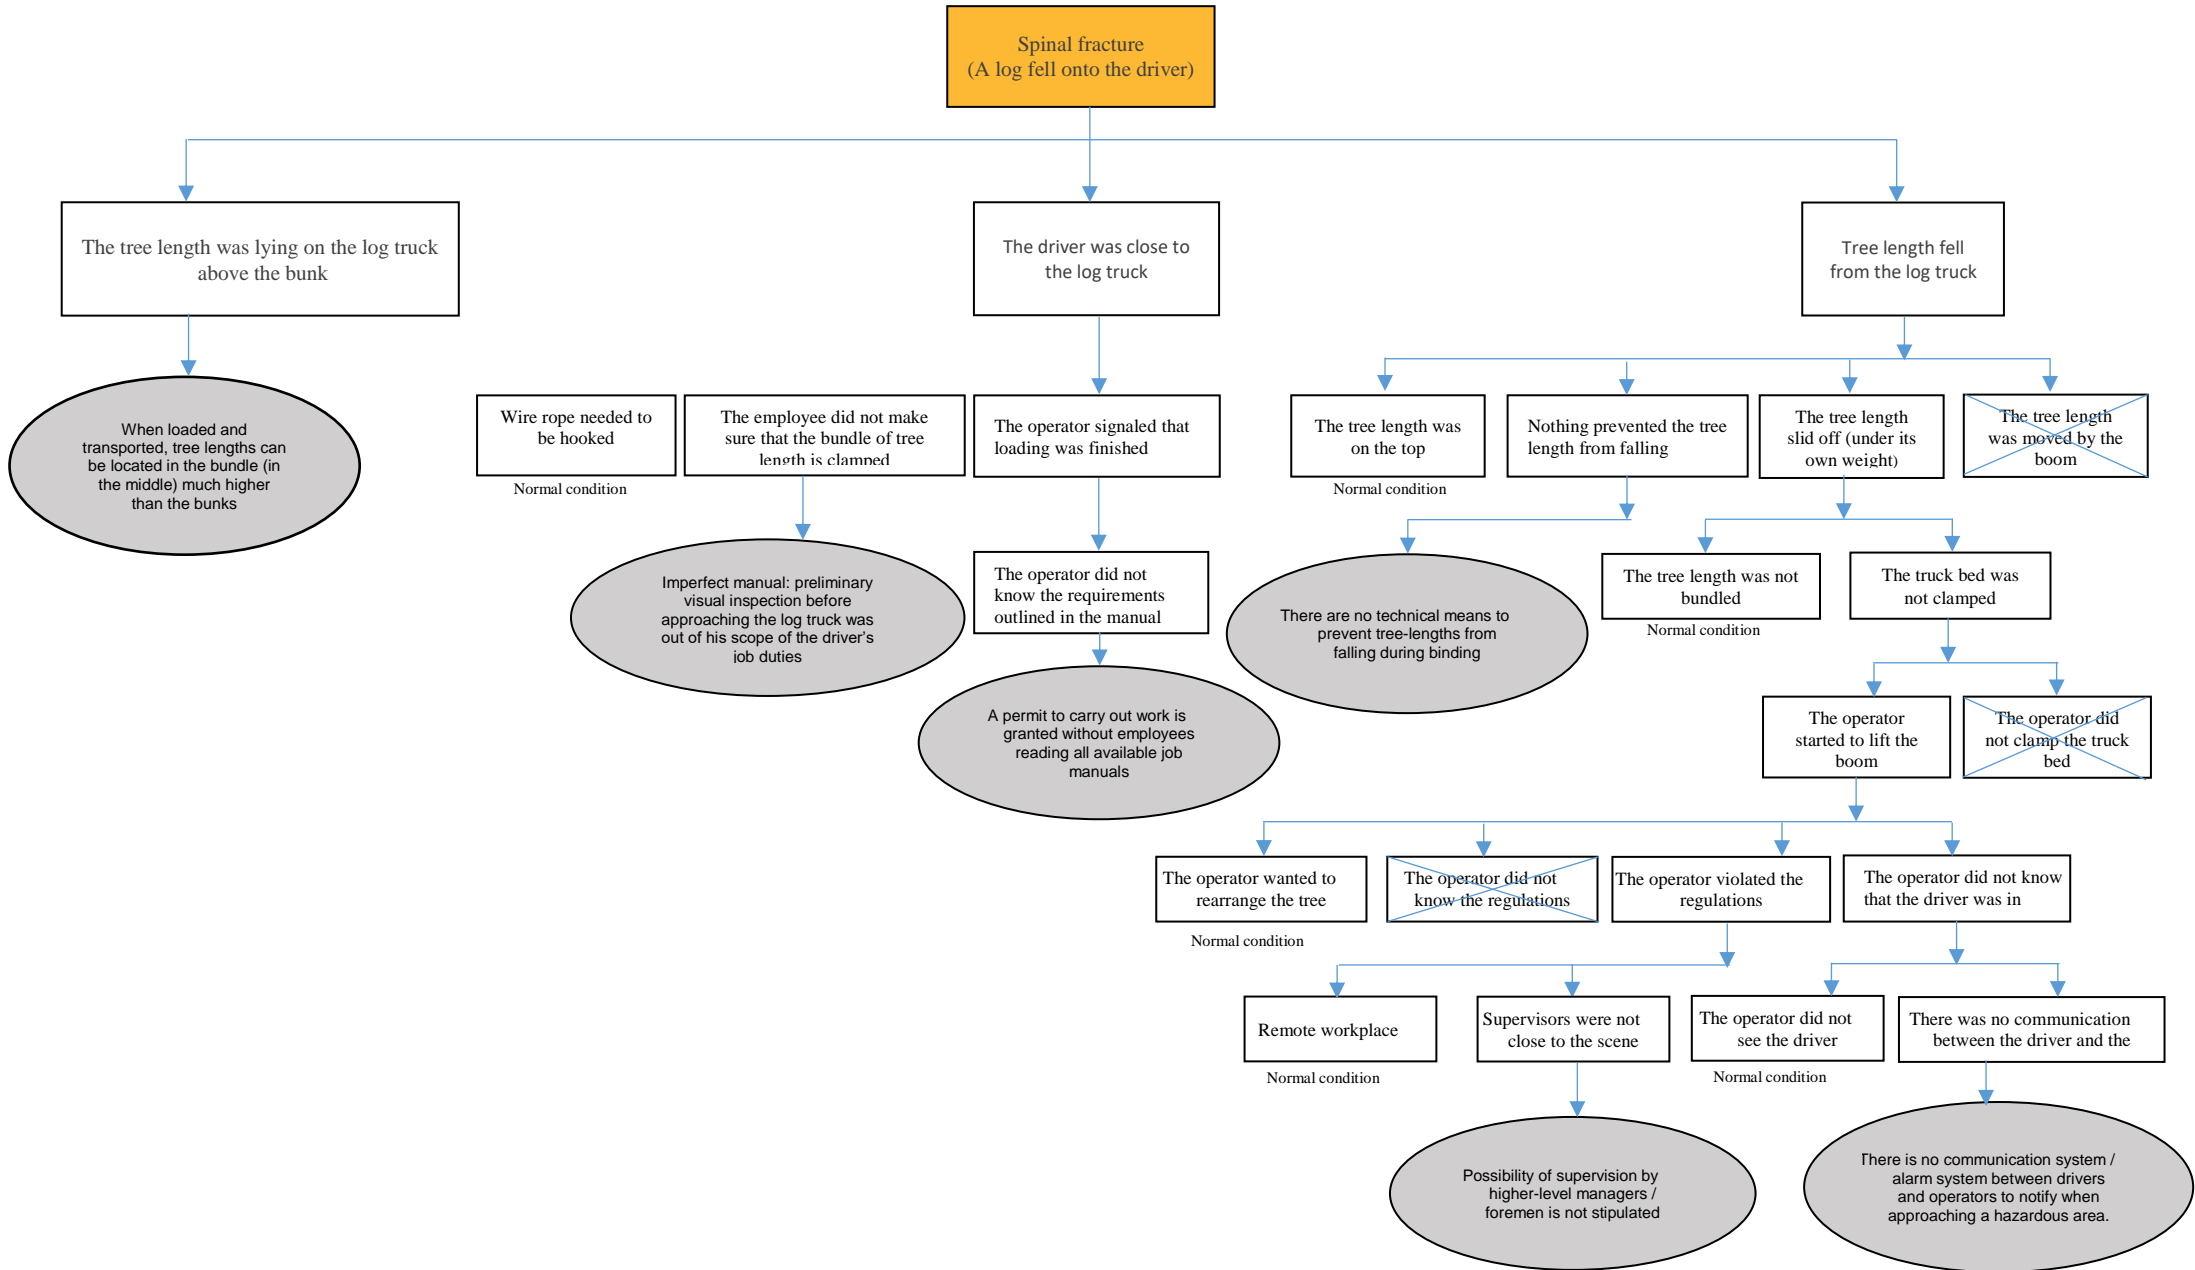 Spinal fracture
(A log fell onto the driver)
The tree length was lying on the log truck
above the bunk
The driver was close to
the log truck
Tree length fell
from the log truck
When loaded and
transported, tree lengths can
be located in the bundle (in
the middle) much higher
than the bunks
Wire rope needed to
be hooked
Normal condition
The employee did not make
sure that the bundle of tree
length is clamped
The operator signaled that
loading was finished
The tree length was
on the top
Normal condition
Nothing prevented the tree
length from falling
The tree length
slid off (under its
own weight)
The tree length
was moved by the
boom
Imperfect manual: preliminary
visual inspection before
approaching the log truck was
out of his scope of the driver's
job duties
The operator did not
know the requirements
outlined in the manual
There are no technical means to
prevent tree-lengths from
falling during binding
The tree length was not
bundled
Normal condition
The truck bed was
not clamped
A permit to carry out work is
granted without employees
reading all available job
manuals
The operator
started to lift the
boom
The operator did
not clamp the truck
bed
The operator wanted to
rearrange the tree
Normal condition
The operator did not
know the regulations
The operator violated the
regulations
The operator did not know
that the driver was in
Remote workplace
Normal condition
Supervisors were not
close to the scene
The operator did not
see the driver
Normal condition
There was no communication
between the driver and the
Possibility of supervision by
higher-level managers /
foremen is not stipulated
There is no communication system /
alarm system between drivers
and operators to notify when
approaching a hazardous area.